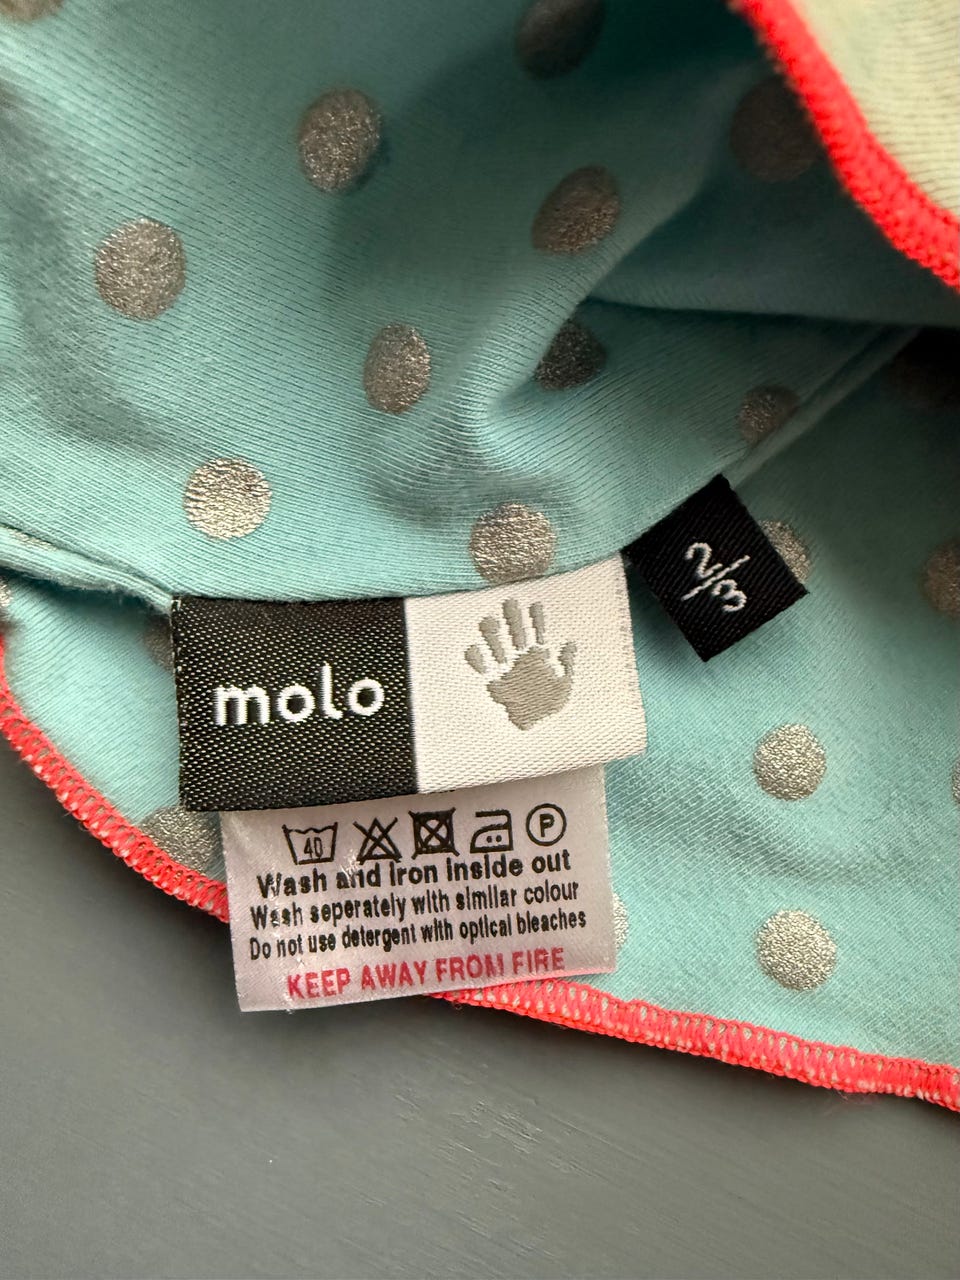 2/3
molo
40
P
Wash and iron inside out
Wash seperately with similar colour
Do not use detergent with optical bleaches
KEEP AWAY FROM FIRE